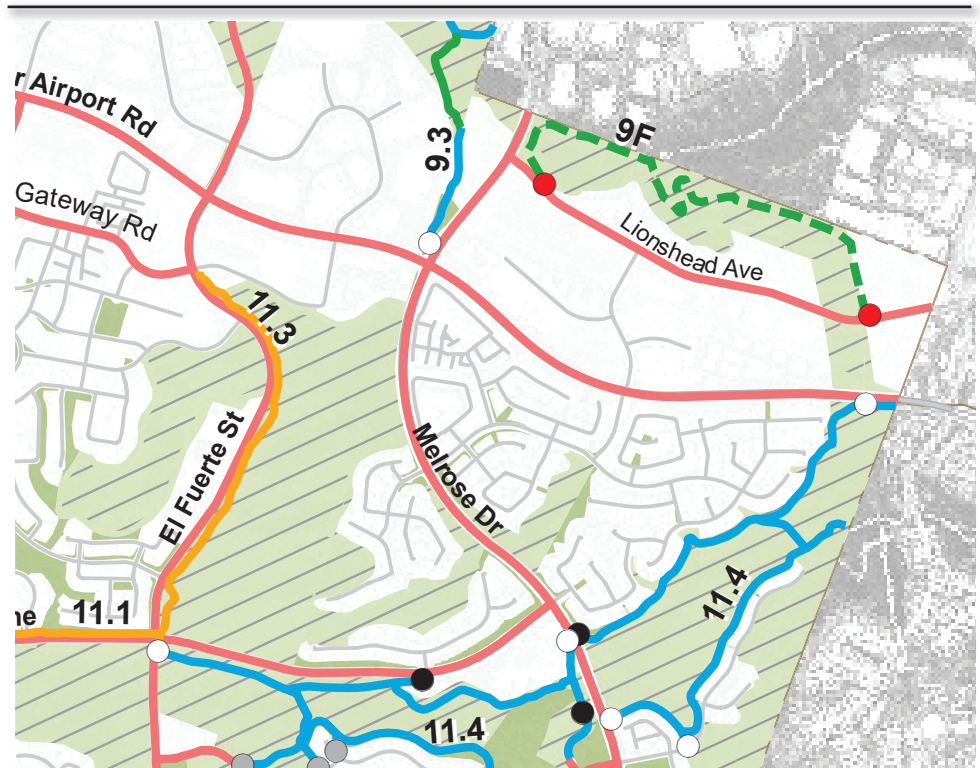 r Airport Rd
9F
9.3
Gateway Rd
Lionshead Ave
11.3
El Fuerte St
Melrose Dr
11.4
ne
11.1
11.4